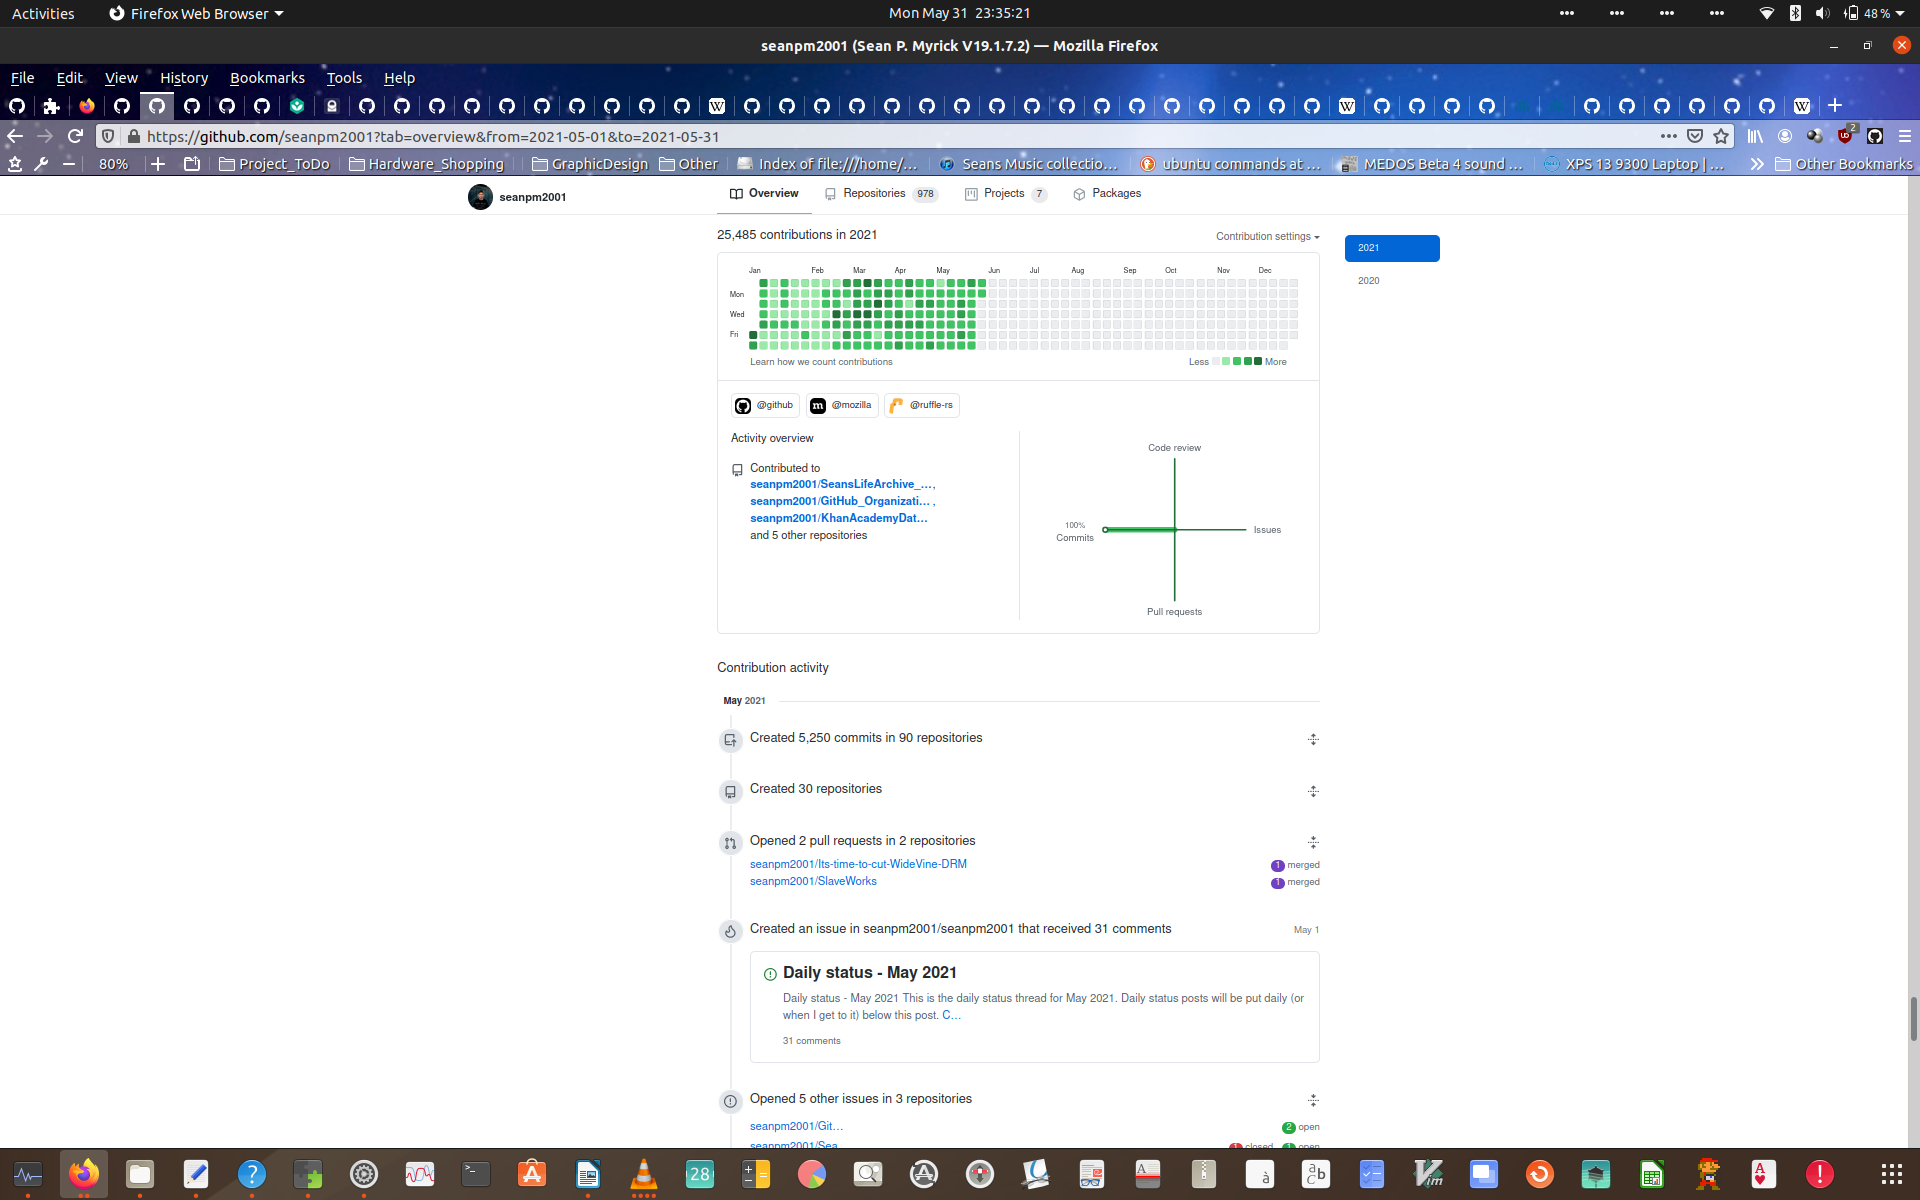 Activities
Firefox Web Browser
Mon May 31 23:35:21
48 %
seanpm2001 (Sean P. Myrick V19.1.7.2) — Mozilla Firefox
File Edit View History Bookmarks Tools Help
https://github.com/seanpm2001?tab=overview&from=2021-05-01&to=2021-05-31
2
80%
Project_ToDo
Hardware_Shopping
GraphicDesign
Other
Index of file:///home/...
Seans Music collectio...
ubuntu commands at ...
MEDOS Beta 4 sound ...
XPS 13 9300 Laptop | ...
Other Bookmarks
seanpm2001
Overview
Repositories 978
Projects 7
Packages
25,485 contributions in 2021
Contribution settings
2021
2020
Jan Feb Mar Apr May Jun Jul Aug Sep Oct Nov Dec
Mon
Wed
Fri
Learn how we count contributions
Less More
@github
@mozilla
@ruffle-rs
Activity overview
Contributed to
seanpm2001/SeansLifeArchive_...,
seanpm2001/GitHub_Organizati... ,
seanpm2001/KhanAcademyDat...
and 5 other repositories
Code review
100%
Commits
Issues
Pull requests
Contribution activity
May 2021
Created 5,250 commits in 90 repositories
Created 30 repositories
Opened 2 pull requests in 2 repositories
seanpm2001/Its-time-to-cut-WideVine-DRM 1 merged
seanpm2001/SlaveWorks 1 merged
Created an issue in seanpm2001/seanpm2001 that received 31 comments May 1
Daily status - May 2021
Daily status - May 2021 This is the daily status thread for May 2021. Daily status posts will be put daily (or
when I get to it) below this post. C...
31 comments
Opened 5 other issues in 3 repositories
seanpm2001/Git... 2 open
seanpm2001/Sea... 1 closed 1 open
28